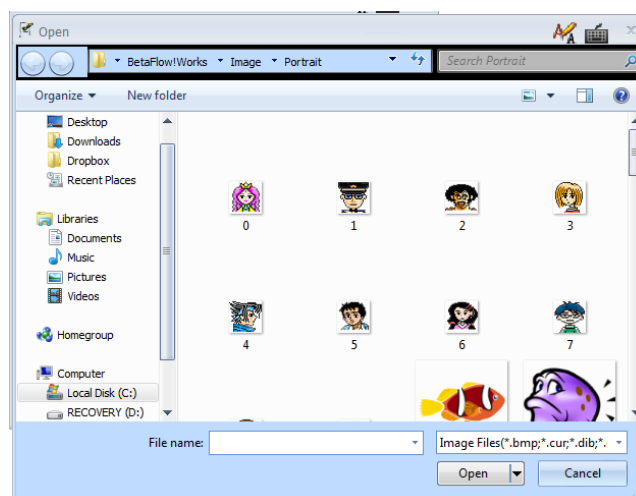 Open
BetaFlow!Works Image Portrait
Search Portrait
Organize New folder
Desktop
Downloads
Dropbox
Recent Places
Libraries
Documents
Music
Pictures
Videos
Homegroup
Computer
Local Disk (C:)
RECOVERY (D:)
0 1 2 3
4 5 6 7
File name:
Image Files(*.bmp;*.cur;*.dib;*.
Open Cancel